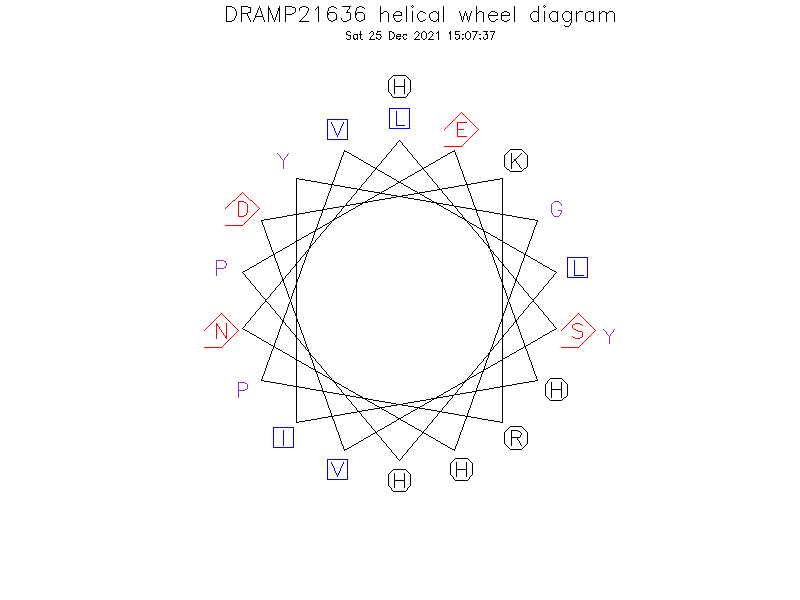 DRAMP21636 helical wheel diagram
Sat 25 Dec 2021 15:07:37
H
V L E
Y K
D G
P L
N S Y
P H
I R
V H H